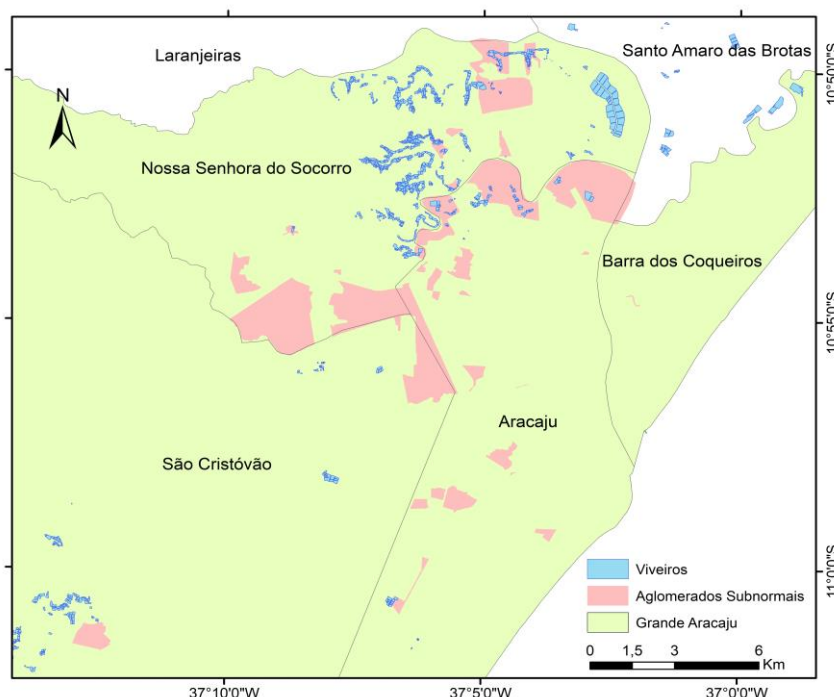 Laranjeiras
Santo Amaro das Brotas
N
Nossa Senhora do Socorro
Barra dos Coqueiros
Aracaju
São Cristóvão
Viveiros
Aglomerados Subnormais
Grande Aracaju
0 1,5 3 6
Km
10°50'0"S
10°55'0"S
11°0'0"S
37°10'0"W
37°5'0"W
37°0'0"W